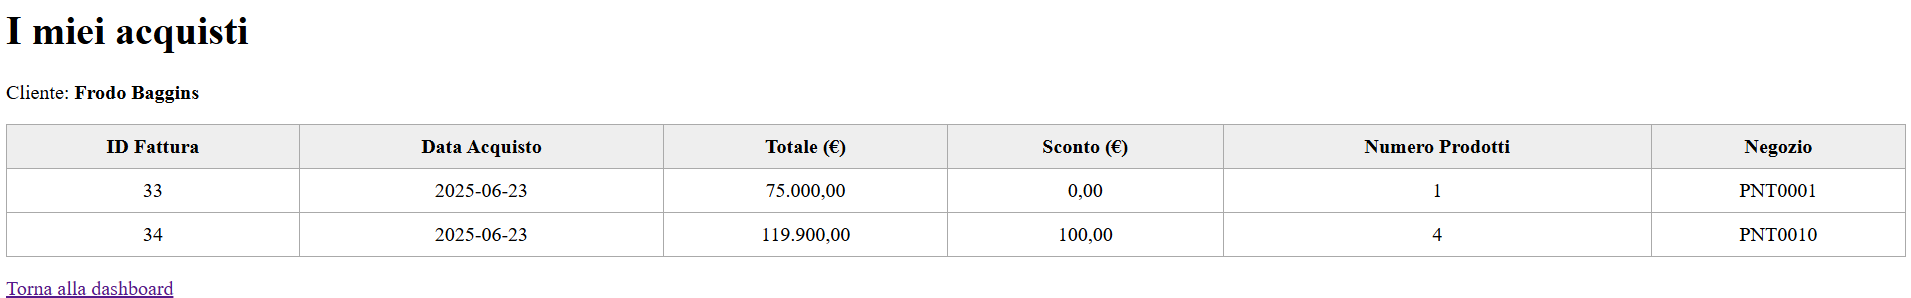 I miei acquisti
Cliente: Frodo Baggins
ID Fattura Data Acquisto Totale (€) Sconto (€) Numero Prodotti Negozio
33 2025-06-23 75.000,00 0,00 1 PNT0001
34 2025-06-23 119.900,00 100,00 4 PNT0010
Torna alla dashboard